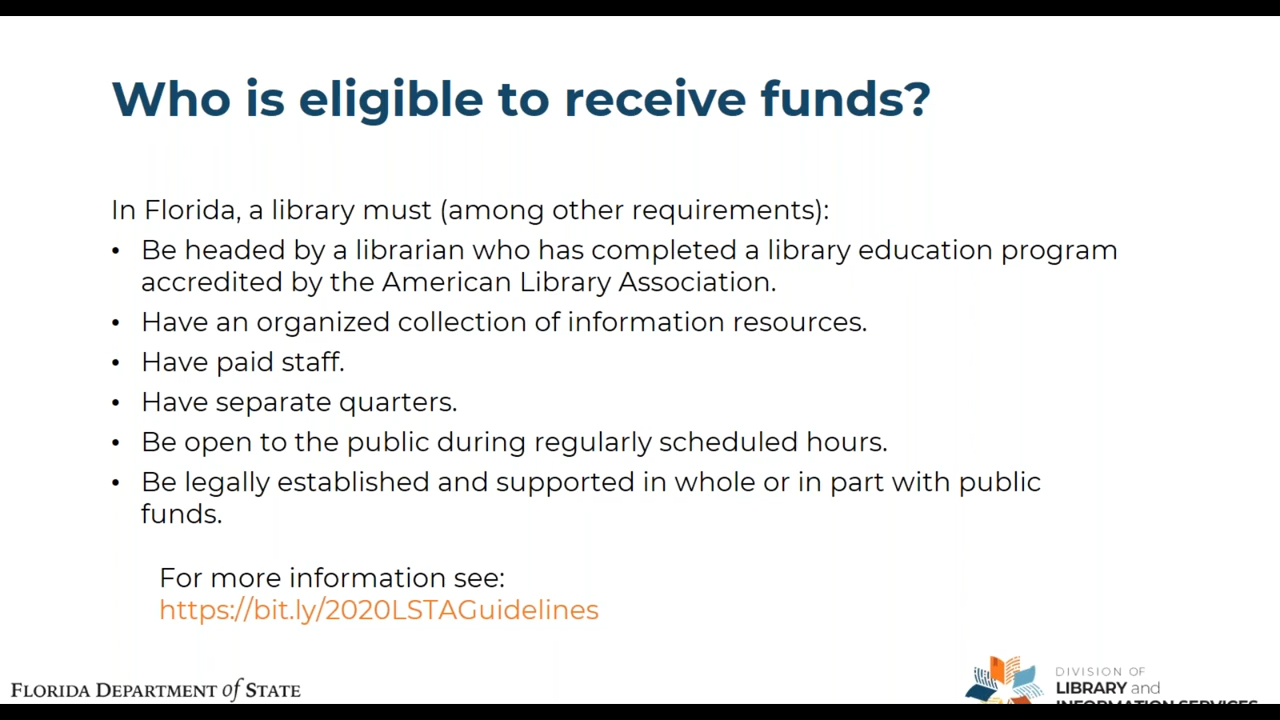 Who is eligible to receive funds?
In Florida, a library must (among other requirements):
• Be headed by a librarian who has completed a library education program
accredited by the American Library Association.
• Have an organized collection of information resources.
• Have paid staff.
• Have separate quarters.
• Be open to the public during regularly scheduled hours.
• Be legally established and supported in whole or in part with public
funds.
For more information see:
https://bit.ly/2020LSTAGuidelines
FLORIDA DEPARTMENT of STATE
DIVISION OF
LIBRARY and
INFORMATION SERVICES